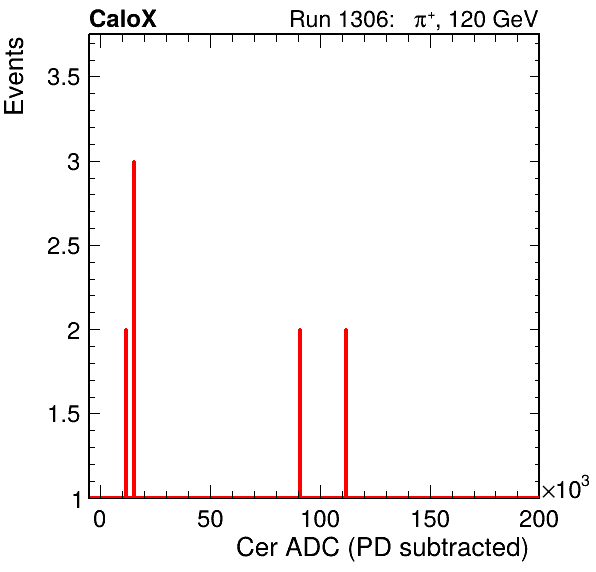 CaloX Run 1306: π⁺, 120 GeV
Events
3.5
3
2.5
2
1.5
1
0 50 100 150 200
×10³
Cer ADC (PD subtracted)